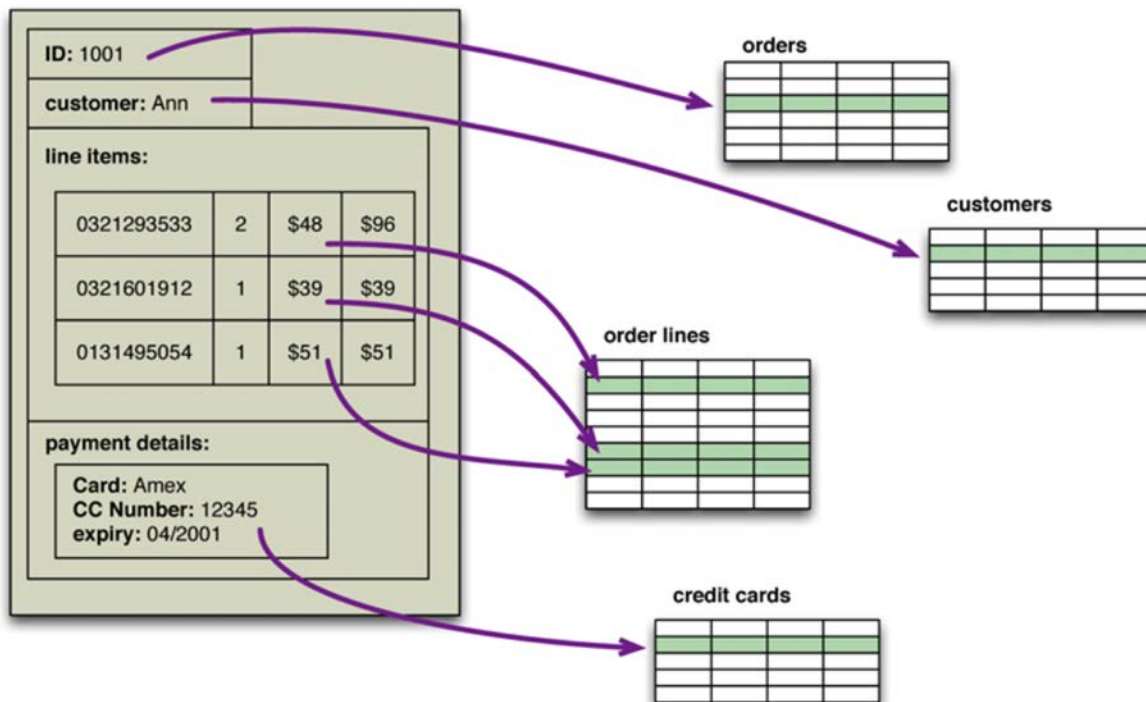 ID: 1001
customer: Ann
line items:
0321293533 2 $48 $96
0321601912 1 $39 $39
0131495054 1 $51 $51
payment details:
Card: Amex
CC Number: 12345
expiry: 04/2001
orders
customers
order lines
credit cards